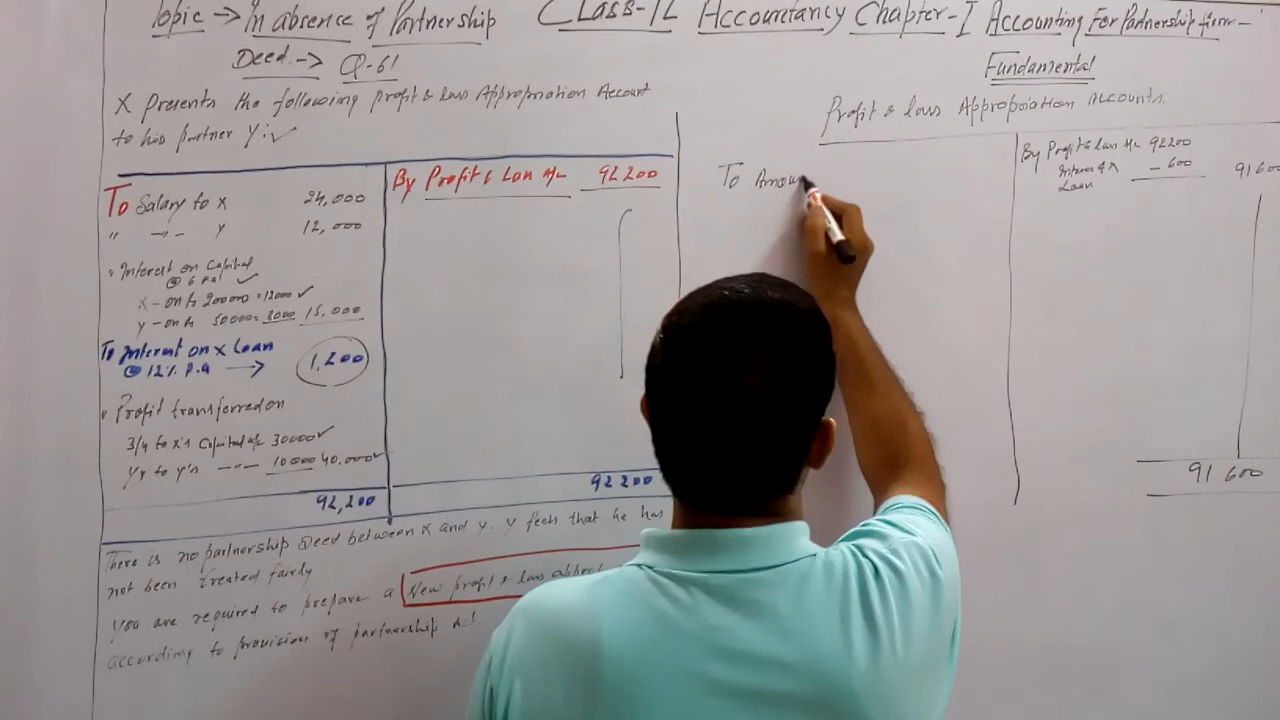 Topic → In absence of Partnership
Deed → Q-61
Class-12 Accountancy Chapter-I Accounting For Partnership firm -
Fundamental
X Presents the following profit & loss Appropriation Account
to his partner Y: ✓
To Salary to X 24,000
" —"— Y 12,000
" Interest on Capital
@ 6 P.a ✓
X - on ₹ 200000 = 12000 ✓
Y - on ₹ 50000 = 3000 15,000
To Interest on X Loan
@ 12% P.a → 1,200
" Profit transferred on
3/4 to X's Capital a/c 30000 ✓
1/4 to Y's —"— 10000 40,000 ✓
92,200
By Profit & Loss A/c 92200
92200
There is no partnership Deed between X and Y. Y feels that he has
not been treated fairly
you are required to prepare a New profit & loss
according to provision of partnership Act.
Profit & loss Appropriation Accounts.
To Amou
By Profit & Loss A/c 92200
Interest X - 600 9160
Loan
91600